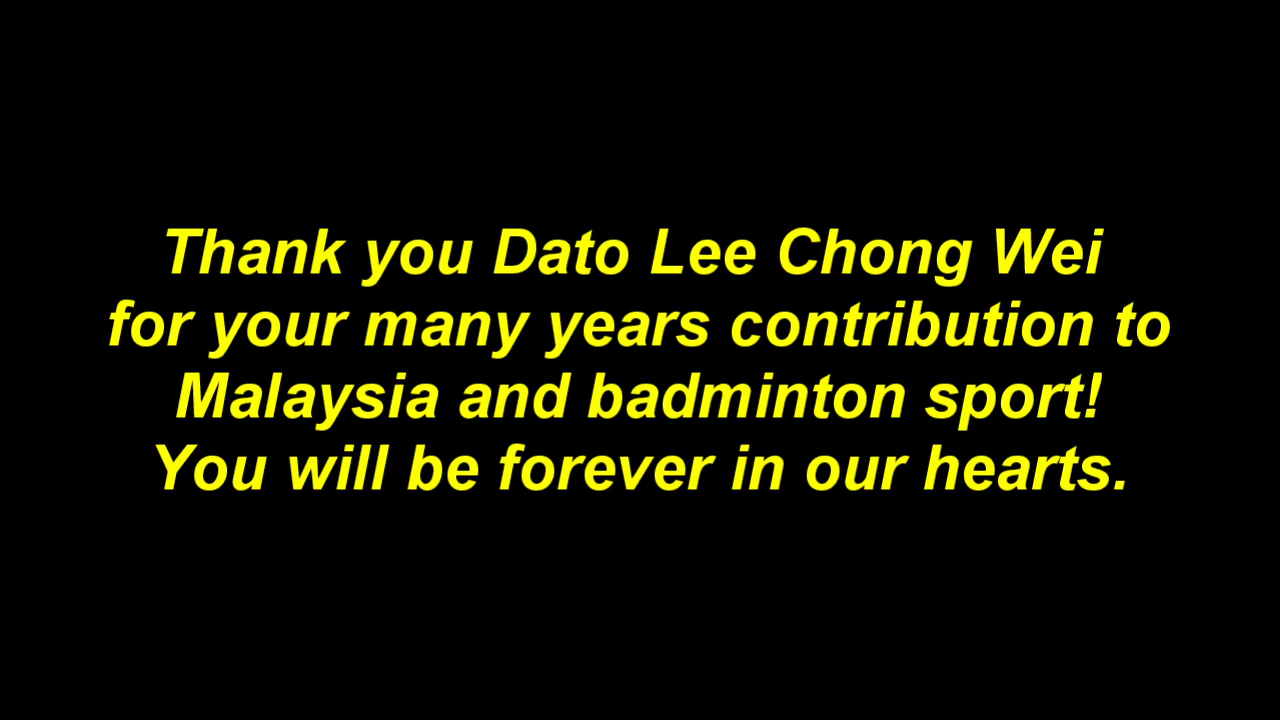 Thank you Dato Lee Chong Wei
for your many years contribution to
Malaysia and badminton sport!
You will be forever in our hearts.